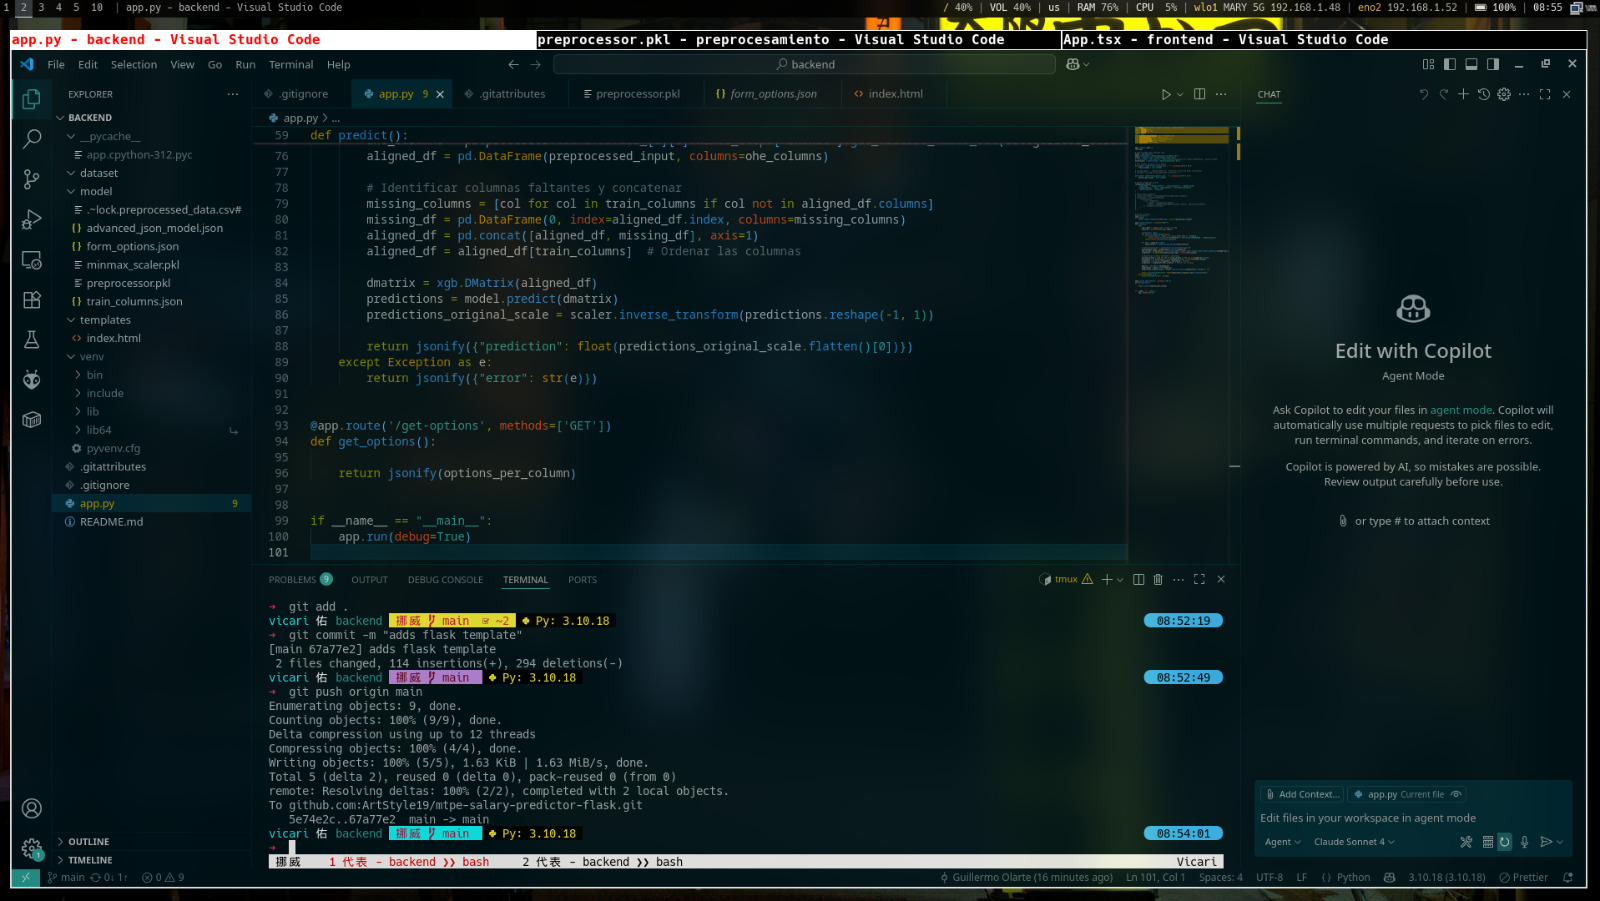 1 2 3 4 5 10 | app.py - backend - Visual Studio Code
/ 40% | VOL 40% | us | RAM 76% | CPU 5% | wlo1 MARY 5G 192.168.1.48 | eno2 192.168.1.52 | 100% | 08:55
app.py - backend - Visual Studio Code
preprocessor.pkl - preprocesamiento - Visual Studio Code
App.tsx - frontend - Visual Studio Code
File Edit Selection View Go Run Terminal Help
backend
EXPLORER
BACKEND
__pycache__
app.cpython-312.pyc
dataset
model
.~lock.preprocessed_data.csv#
advanced_json_model.json
form_options.json
minmax_scaler.pkl
preprocessor.pkl
train_columns.json
templates
index.html
venv
bin
include
lib
lib64
pyvenv.cfg
.gitattributes
.gitignore
app.py 9
README.md
OUTLINE
TIMELINE
.gitignore app.py 9 .gitattributes preprocessor.pkl form_options.json index.html
app.py > ...
59 def predict():
76 aligned_df = pd.DataFrame(preprocessed_input, columns=ohe_columns)
77
78 # Identificar columnas faltantes y concatenar
79 missing_columns = [col for col in train_columns if col not in aligned_df.columns]
80 missing_df = pd.DataFrame(0, index=aligned_df.index, columns=missing_columns)
81 aligned_df = pd.concat([aligned_df, missing_df], axis=1)
82 aligned_df = aligned_df[train_columns] # Ordenar las columnas
83
84 dmatrix = xgb.DMatrix(aligned_df)
85 predictions = model.predict(dmatrix)
86 predictions_original_scale = scaler.inverse_transform(predictions.reshape(-1, 1))
87
88 return jsonify({"prediction": float(predictions_original_scale.flatten()[0])})
89 except Exception as e:
90 return jsonify({"error": str(e)})
91
92
93 @app.route('/get-options', methods=['GET'])
94 def get_options():
95
96 return jsonify(options_per_column)
97
98
99 if __name__ == "__main__":
100 app.run(debug=True)
101
PROBLEMS 9 OUTPUT DEBUG CONSOLE TERMINAL PORTS
tmux
→ git add .
vicari 佑 backend 挪威 main ~2 Py: 3.10.18 08:52:19
→ git commit -m "adds flask template"
[main 67a77e2] adds flask template
2 files changed, 114 insertions(+), 294 deletions(-)
vicari 佑 backend 挪威 main Py: 3.10.18 08:52:49
→ git push origin main
Enumerating objects: 9, done.
Counting objects: 100% (9/9), done.
Delta compression using up to 12 threads
Compressing objects: 100% (4/4), done.
Writing objects: 100% (5/5), 1.63 KiB | 1.63 MiB/s, done.
Total 5 (delta 2), reused 0 (delta 0), pack-reused 0 (from 0)
remote: Resolving deltas: 100% (2/2), completed with 2 local objects.
To github.com:ArtStyle19/mtpe-salary-predictor-flask.git
5e74e2c..67a77e2 main -> main
vicari 佑 backend 挪威 main Py: 3.10.18 08:54:01
→
挪威 1 代表 - backend ❯❯ bash 2 代表 - backend ❯❯ bash Vicari
CHAT
Edit with Copilot
Agent Mode
Ask Copilot to edit your files in agent mode. Copilot will
automatically use multiple requests to pick files to edit,
run terminal commands, and iterate on errors.
Copilot is powered by AI, so mistakes are possible.
Review output carefully before use.
or type # to attach context
Add Context... app.py Current file
Edit files in your workspace in agent mode
Agent Claude Sonnet 4
1
main 0↓ 1↑ 0 9
Guillermo Olarte (16 minutes ago) Ln 101, Col 1 Spaces: 4 UTF-8 LF Python 3.10.18 (3.10.18) Prettier